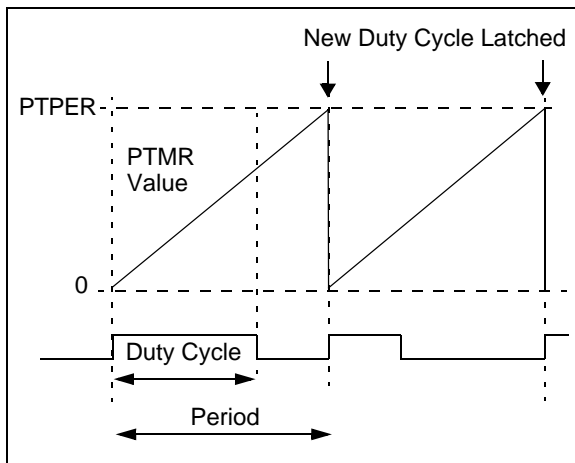 New Duty Cycle Latched
PTPER
PTMR
Value
0
Duty Cycle
Period